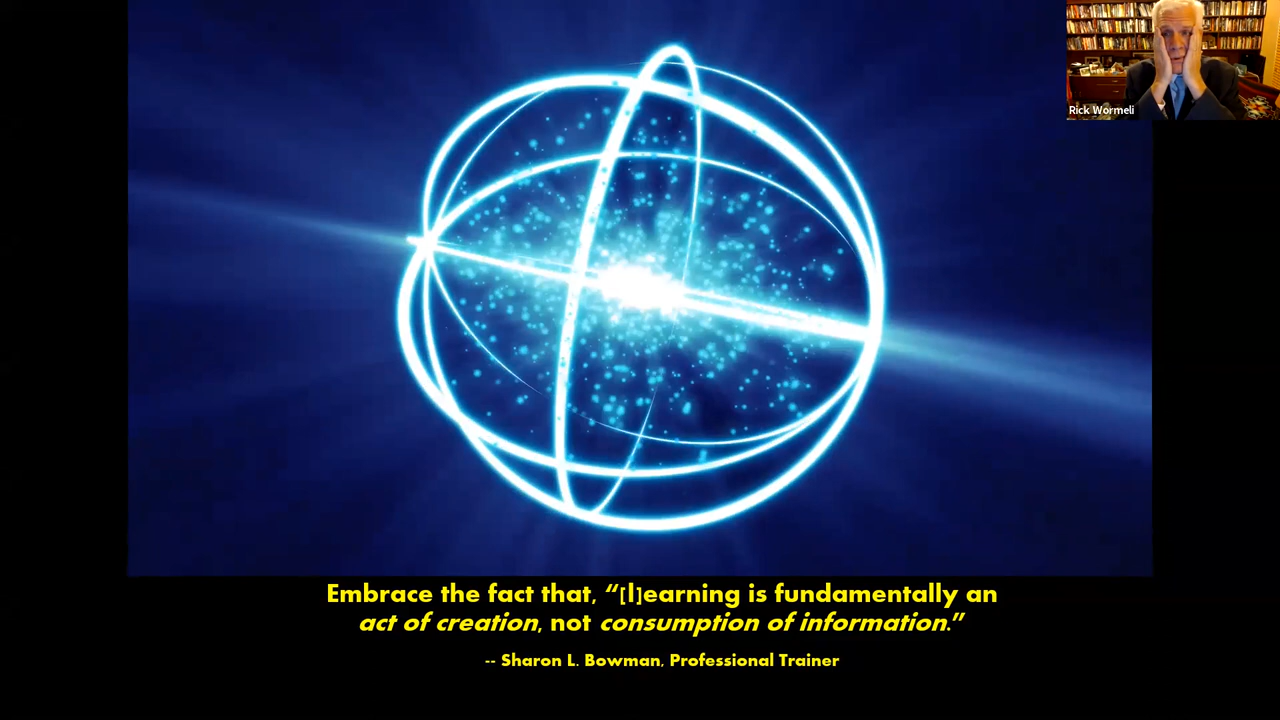 Rick Wormeli
Embrace the fact that, “[l]earning is fundamentally an
act of creation, not consumption of information.”
-- Sharon L. Bowman, Professional Trainer